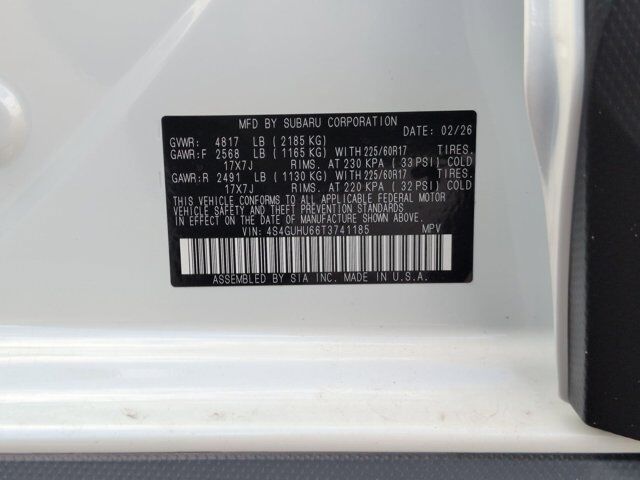 MFD BY SUBARU CORPORATION
DATE: 02/26
GVWR: 4817 LB (2185 KG)
GAWR:F 2568 LB (1165 KG) WITH 225/60R17 TIRES.
17X7J RIMS. AT 230 KPA (33 PSI) COLD
GAWR:R 2491 LB (1130 KG) WITH 225/60R17 TIRES.
17X7J RIMS. AT 220 KPA (32 PSI) COLD
THIS VEHICLE CONFORMS TO ALL APPLICABLE FEDERAL MOTOR
VEHICLE SAFETY AND THEFT PREVENTION STANDARDS
IN EFFECT ON THE DATE OF MANUFACTURE SHOWN ABOVE.
VIN: 4S4GUHU66T3741185 MPV
ASSEMBLED BY SIA INC. MADE IN U.S.A.